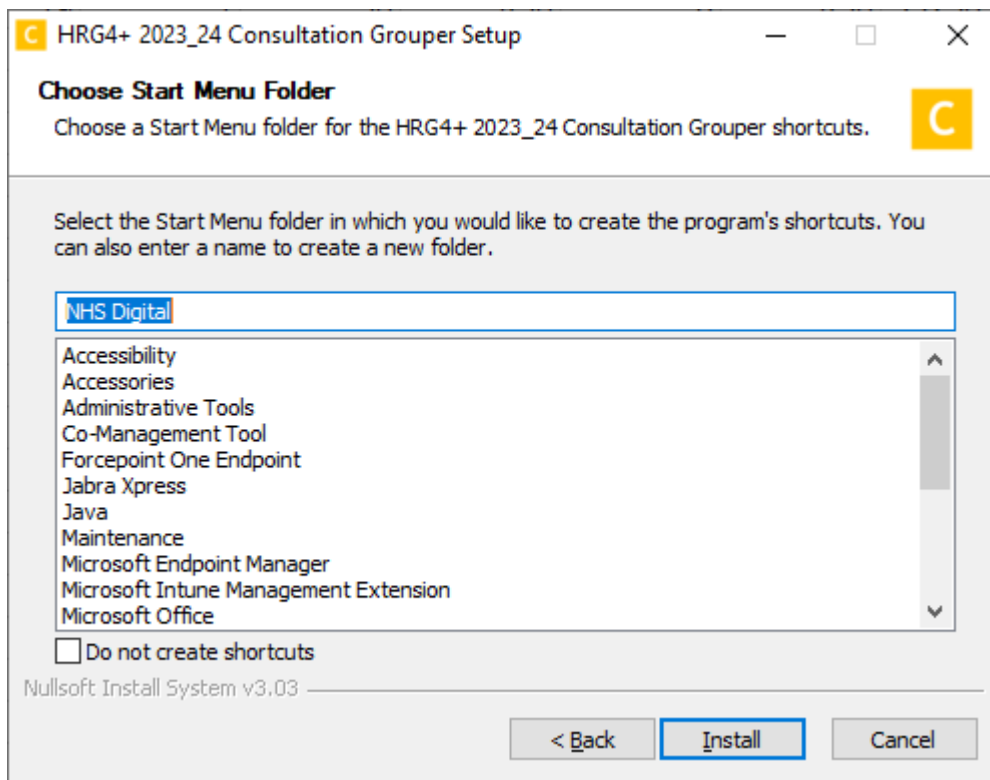 C HRG4+ 2023_24 Consultation Grouper Setup
Choose Start Menu Folder
Choose a Start Menu folder for the HRG4+ 2023_24 Consultation Grouper shortcuts.
C
Select the Start Menu folder in which you would like to create the program's shortcuts. You
can also enter a name to create a new folder.
NHS Digital
Accessibility
Accessories
Administrative Tools
Co-Management Tool
Forcepoint One Endpoint
Jabra Xpress
Java
Maintenance
Microsoft Endpoint Manager
Microsoft Intune Management Extension
Microsoft Office
Do not create shortcuts
Nullsoft Install System v3.03
< Back Install Cancel